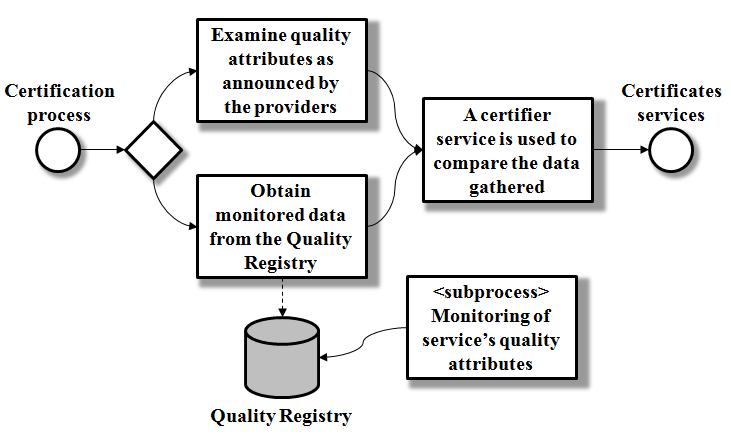 Examine quality
attributes as
announced by
the providers
Certification
process
Certificates
services
A certifier
service is used to
compare the data
gathered
Obtain
monitored data
from the Quality
Registry
<subprocess>
Monitoring of
service’s quality
attributes
Quality Registry